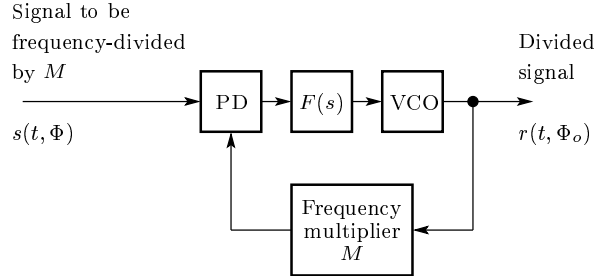 Signal to be
frequency-divided
by M
Divided
signal
PD
F(s)
VCO
s(t, Φ)
r(t, Φₒ)
Frequency
multiplier
M